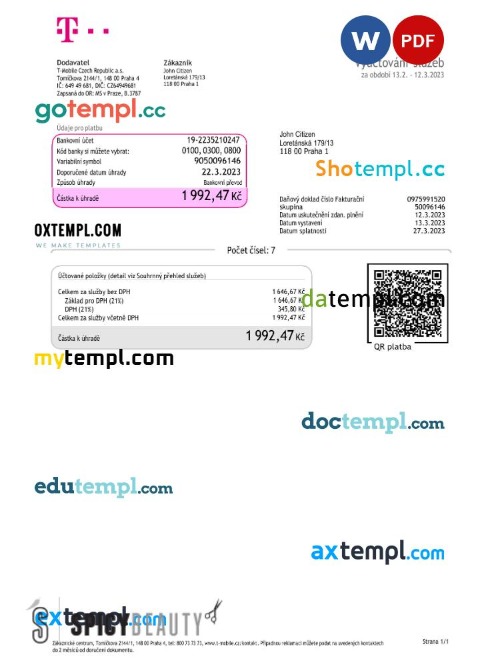 T
W
PDF
Vyúčtování služeb
za období 13.2. - 12.3.2023
Dodavatel
T-Mobile Czech Republic a.s.
Tomíčkova 2144/1, 148 00 Praha 4
IČ: 649 49 681, DIČ: CZ64949681
Zapsaná do OR: MS v Praze, B.3787
Zákazník
John Citizen
Loretánská 179/13
118 00 Praha 1
gotempl.cc
Údaje pro platbu
Bankovní účet 19-2235210247
Kód banky si můžete vybrat: 0100, 0300, 0800
Variabilní symbol 9050096146
Doporučené datum úhrady 22.3.2023
Způsob úhrady Bankovní převod
Částka k úhradě 1 992,47 Kč
John Citizen
Loretánská 179/13
118 00 Praha 1
Shotempl.cc
Daňový doklad číslo Fakturační 0975991520
skupina 50096146
Datum uskutečnění zdan. plnění 12.3.2023
Datum vystavení 13.3.2023
Datum splatnosti 27.3.2023
OXTEMPL.COM
WE MAKE TEMPLATES
Počet čísel: 7
Účtované položky (detail viz Souhrnný přehled služeb)
Celkem za služby bez DPH 1 646,67 Kč
Základ pro DPH (21%) 1 646,67 Kč
DPH (21%) 345,80 Kč
Celkem za služby včetně DPH 1 992,47 Kč
Částka k úhradě 1 992,47 Kč
datempl.com
QR platba
mytempl.com
doctempl.com
edutempl.com
axtempl.com
extempl.com
S SPICYBEAUTY
Zákaznické centrum, Tomíčkova 2144/1, 148 00 Praha 4, tel: 800 73 73 73, www.t-mobile.cz/kontakt. Případnou reklamaci můžete podat na uvedených kontaktech
do 2 měsíců od doručení dokumentu.
Strana 1/1